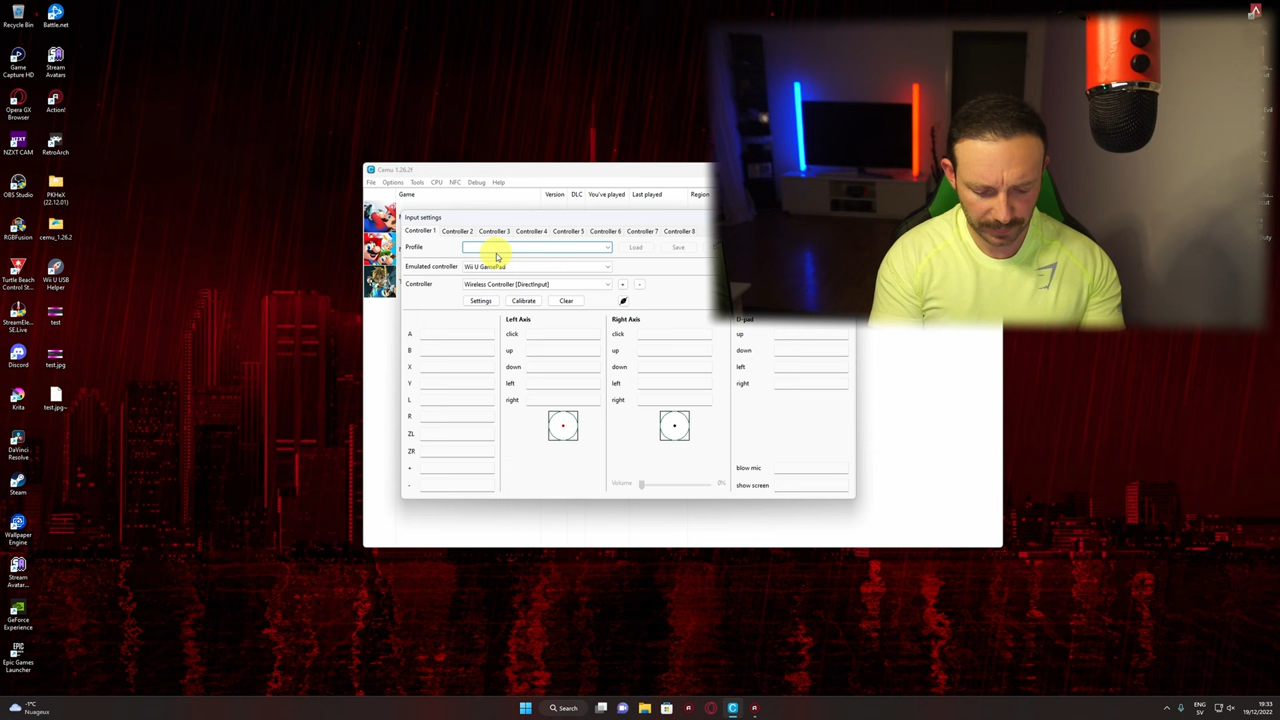 Recycle Bin
Battle.net
Game
Capture HD
Stream
Avatars
Opera GX
Browser
Action!
NZXT CAM
RetroArch
OBS Studio
PKHeX
(22.12.01)
RGBFusion
cemu_1.26.2
Turtle Beach
Control St...
Wii U USB
Helper
StreamEle...
SE.Live
test
Discord
test.jpg
Krita
test.jpg~
DaVinci
Resolve
Steam
Wallpaper
Engine
Stream
Avatar...
GeForce
Experience
Epic Games
Launcher
Cemu 1.26.2f
File Options Tools CPU NFC Debug Help
Game Version DLC You've played Last played Region
Input settings
Controller 1 Controller 2 Controller 3 Controller 4 Controller 5 Controller 6 Controller 7 Controller 8
Profile Load Save
Emulated controller Wii U GamePad
Controller Wireless Controller [DirectInput] + -
Settings Calibrate Clear
Left Axis Right Axis D-pad
A click click up
B up up down
X down down left
Y left left right
L right right
R
ZL
ZR
+ blow mic
- Volume 0% show screen
-1°C
Nuageux
Search
ENG
SV
19:33
19/12/2022